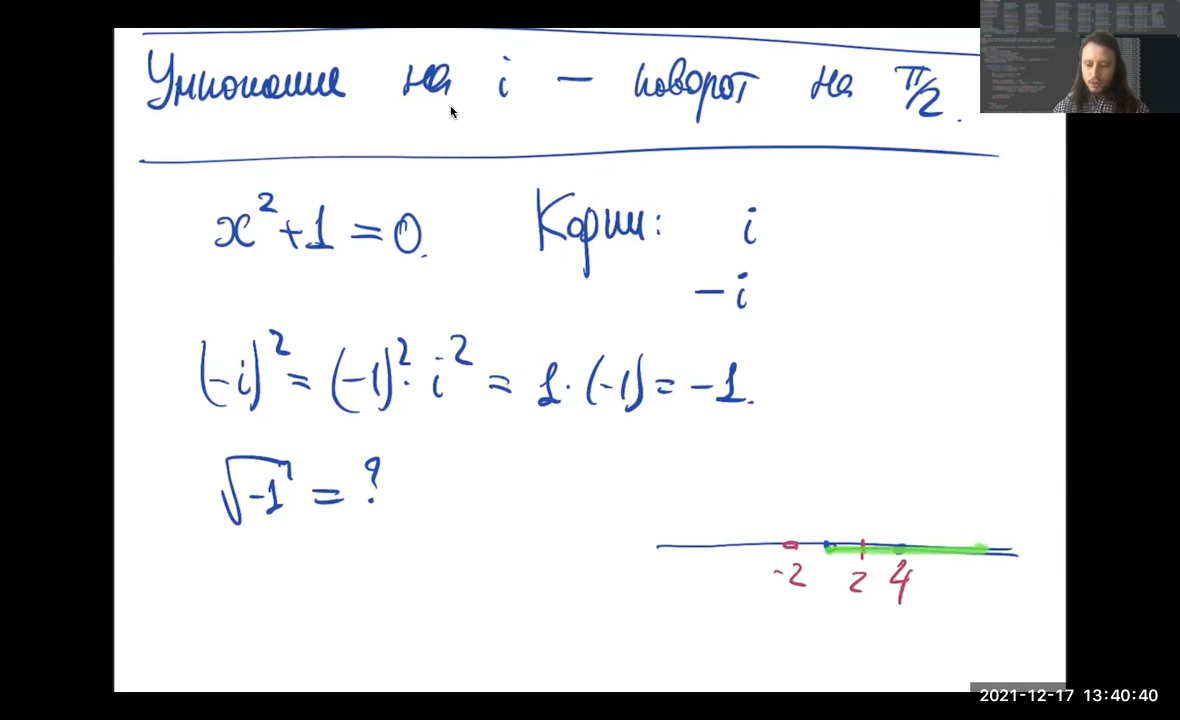 Умножение на i – поворот на π/2.
x² + 1 = 0. Корни: i
– i
(–i)² = (–1)² · i² = 1 · (–1) = –1.
√-1 = ?
-2 2 4
2021-12-17 13:40:40